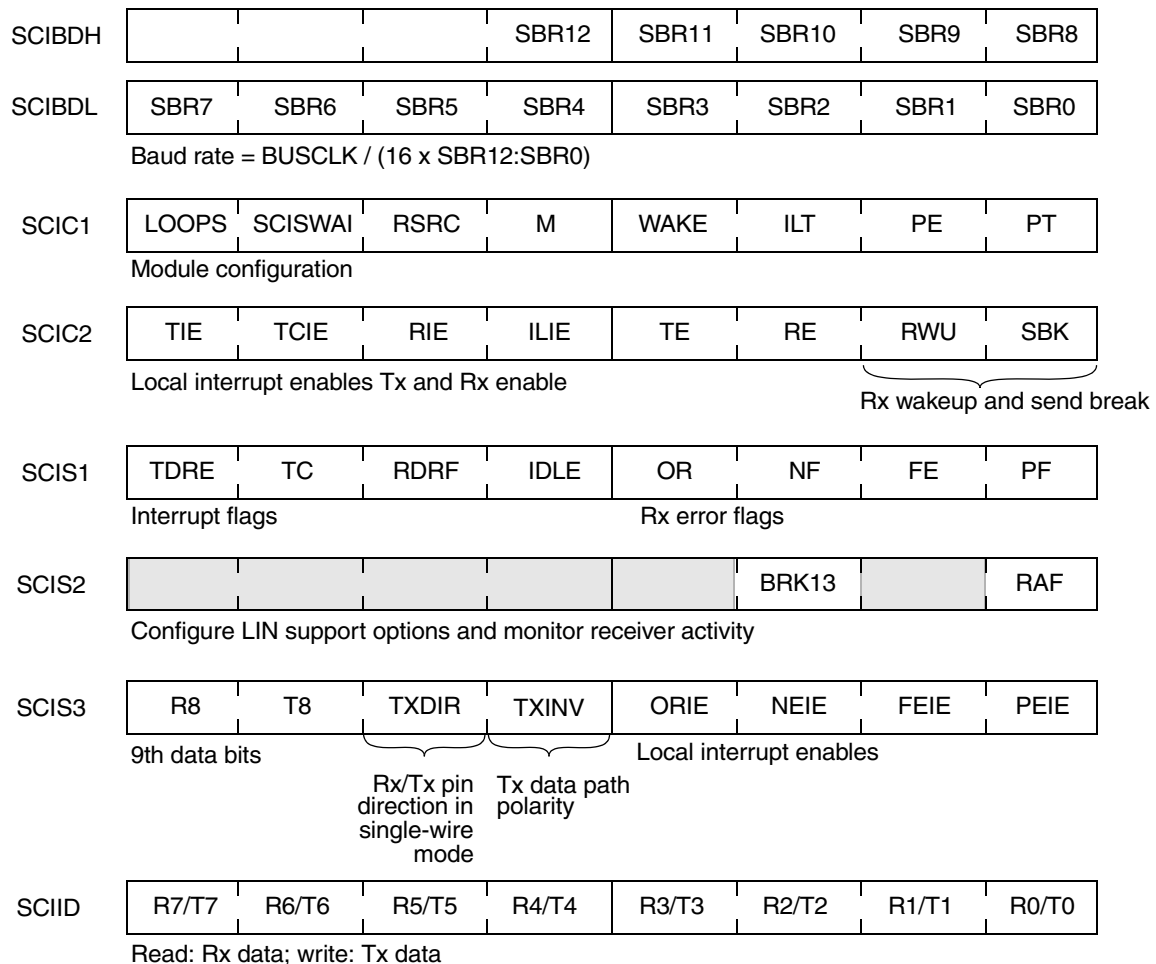 SCIBDH SBR12 SBR11 SBR10 SBR9 SBR8
SCIBDL SBR7 SBR6 SBR5 SBR4 SBR3 SBR2 SBR1 SBR0
Baud rate = BUSCLK / (16 x SBR12:SBR0)
SCIC1 LOOPS SCISWAI RSRC M WAKE ILT PE PT
Module configuration
SCIC2 TIE TCIE RIE ILIE TE RE RWU SBK
Local interrupt enables Tx and Rx enable
Rx wakeup and send break
SCIS1 TDRE TC RDRF IDLE OR NF FE PF
Interrupt flags Rx error flags
SCIS2 BRK13 RAF
Configure LIN support options and monitor receiver activity
SCIS3 R8 T8 TXDIR TXINV ORIE NEIE FEIE PEIE
9th data bits Local interrupt enables
Rx/Tx pin
direction in
single-wire
mode
Tx data path
polarity
SCIID R7/T7 R6/T6 R5/T5 R4/T4 R3/T3 R2/T2 R1/T1 R0/T0
Read: Rx data; write: Tx data